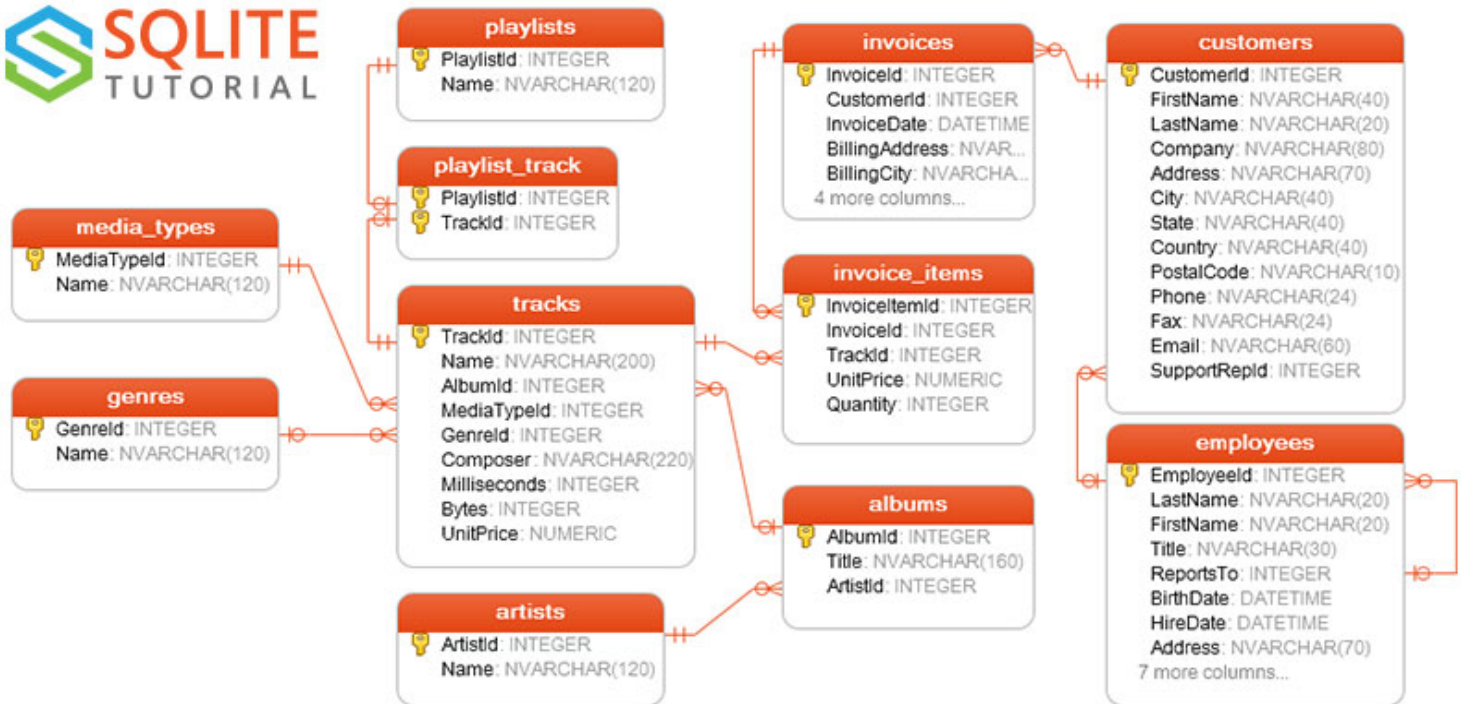 SQLITE
TUTORIAL
playlists
PlaylistId: INTEGER
Name: NVARCHAR(120)
playlist_track
PlaylistId: INTEGER
TrackId: INTEGER
media_types
MediaTypeId: INTEGER
Name: NVARCHAR(120)
genres
GenreId: INTEGER
Name: NVARCHAR(120)
tracks
TrackId: INTEGER
Name: NVARCHAR(200)
AlbumId: INTEGER
MediaTypeId: INTEGER
GenreId: INTEGER
Composer: NVARCHAR(220)
Milliseconds: INTEGER
Bytes: INTEGER
UnitPrice: NUMERIC
artists
ArtistId: INTEGER
Name: NVARCHAR(120)
invoices
InvoiceId: INTEGER
CustomerId: INTEGER
InvoiceDate: DATETIME
BillingAddress: NVAR...
BillingCity: NVARCHA...
4 more columns...
invoice_items
InvoiceItemId: INTEGER
InvoiceId: INTEGER
TrackId: INTEGER
UnitPrice: NUMERIC
Quantity: INTEGER
albums
AlbumId: INTEGER
Title: NVARCHAR(160)
ArtistId: INTEGER
customers
CustomerId: INTEGER
FirstName: NVARCHAR(40)
LastName: NVARCHAR(20)
Company: NVARCHAR(80)
Address: NVARCHAR(70)
City: NVARCHAR(40)
State: NVARCHAR(40)
Country: NVARCHAR(40)
PostalCode: NVARCHAR(10)
Phone: NVARCHAR(24)
Fax: NVARCHAR(24)
Email: NVARCHAR(60)
SupportRepId: INTEGER
employees
EmployeeId: INTEGER
LastName: NVARCHAR(20)
FirstName: NVARCHAR(20)
Title: NVARCHAR(30)
ReportsTo: INTEGER
BirthDate: DATETIME
HireDate: DATETIME
Address: NVARCHAR(70)
7 more columns...